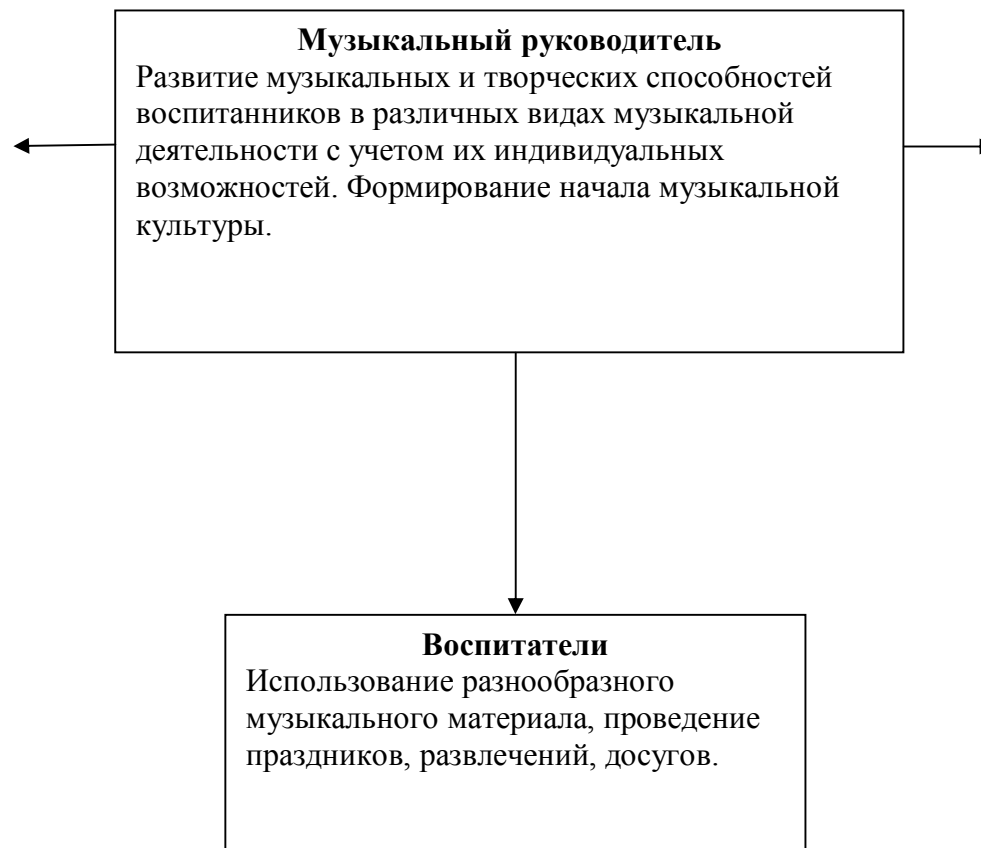 Музыкальный руководитель
Развитие музыкальных и творческих способностей
воспитанников в различных видах музыкальной
деятельности с учетом их индивидуальных
возможностей. Формирование начала музыкальной
культуры.
Воспитатели
Использование разнообразного
музыкального материала, проведение
праздников, развлечений, досугов.